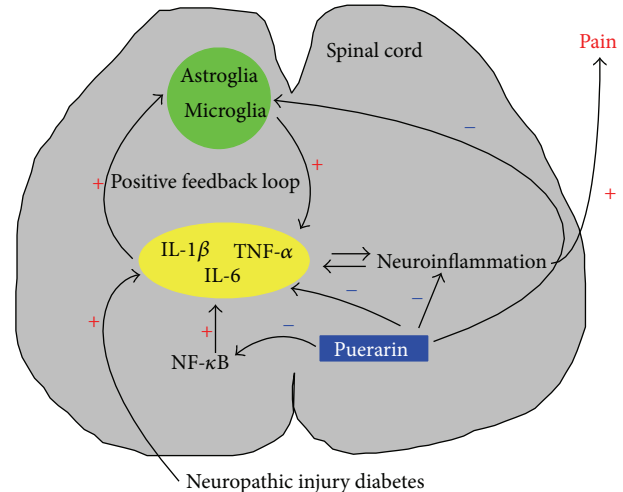 Spinal cord
Pain
Astroglia
Microglia
−
+
+
+
Positive feedback loop
IL-1β TNF-α
IL-6
Neuroinflammation
−
−
+
+
−
NF-κB
Puerarin
Neuropathic injury diabetes